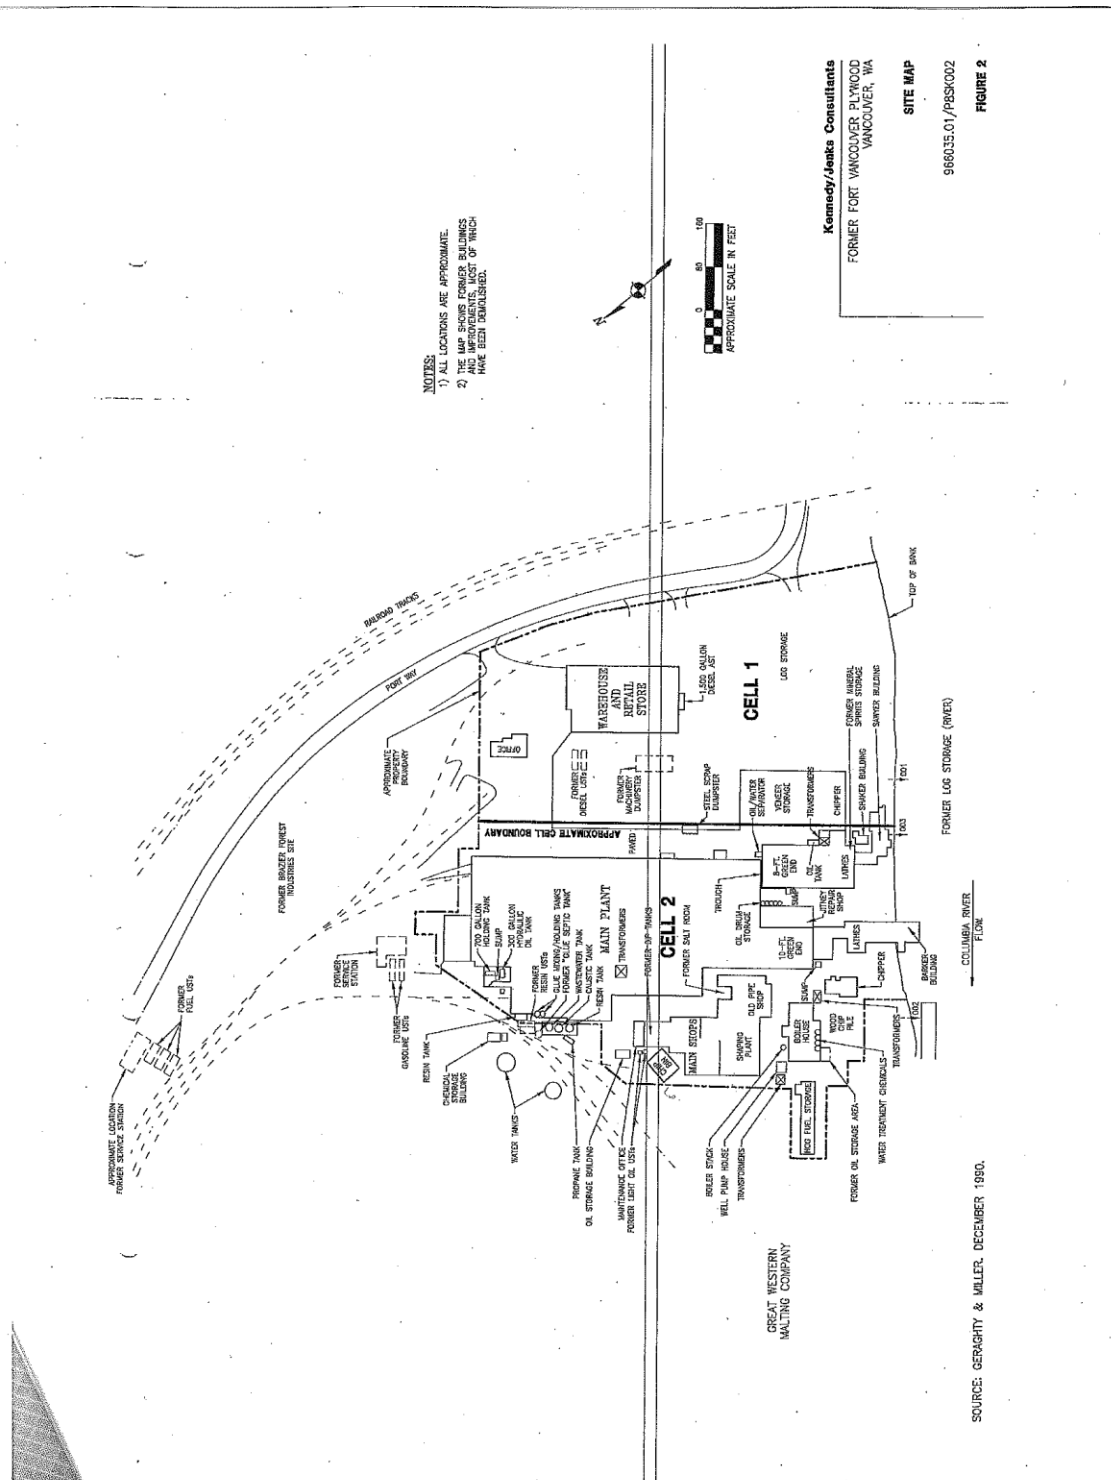 APPROXIMATE LOCATION
FORMER SERVICE STATION
FORMER
FUEL USTs
FORMER
SERVICE
STATION
FORMER
GASOLINE USTs
FORMER BRAZIER FOREST
INDUSTRIES SITE
RAILROAD TRACKS
PORT WAY
APPROXIMATE
PROPERTY
BOUNDARY
NOTES:
1) ALL LOCATIONS ARE APPROXIMATE.
2) THE MAP SHOWS FORMER BUILDINGS
AND IMPROVEMENTS, MOST OF WHICH
HAVE BEEN DEMOLISHED.
RESIN TANK
CHEMICAL
STORAGE
BUILDING
WATER TANKS
700 GALLON
HOLDING TANK
SUMP
300 GALLON
HYDRAULIC
OIL TANK
FORMER
RESIN USTs
GLUE MIXING/HOLDING TANKS
FORMER "GLUE SEPTIC TANK"
WASTEWATER TANK
CAUSTIC TANK
RESIN TANK
MAIN PLANT
TRANSFORMERS
PROPANE TANK
OIL STORAGE BUILDING
MAINTENANCE OFFICE
FORMER LIGHT OIL USTs
CHIP
BIN
CELL 2
FORMER SALT ROOM
MAIN SHOPS
OLD PIPE
SHOP
SHAPING
PLANT
OFFICE
APPROXIMATE CELL BOUNDARY
PAVED
FORMER
DIESEL USTs
FORMER
MACHINERY
DUMPSTER
WAREHOUSE
AND
RETAIL
STORE
1,500 GALLON
DIESEL AST
STEEL SCRAP
DUMPSTER
CELL 1
LOG STORAGE
N
0
80
160
APPROXIMATE SCALE IN FEET
TROUGH
OIL DRUM
STORAGE
OIL/WATER
SEPARATOR
VENEER
STORAGE
TRANSFORMERS
CHIPPER
SHAKER BUILDING
FORMER MINERAL
SPIRITS STORAGE
SAWYER BUILDING
8-FT.
GREEN
END
OIL
TANK
LATHES
SUMP
JITNEY
REPAIR
SHOP
10-FT.
GREEN
END
LATHES
BARKER
BUILDING
CHIPPER
SUMP
BOILER
HOUSE
WOOD
CHIP
PILE
TRANSFORMERS
WATER TREATMENT CHEMICALS
FORMER OIL STORAGE AREA
HOG FUEL STORAGE
BOILER STACK
WELL PUMP HOUSE
TRANSFORMERS
TOP OF BANK
001
003
002
FORMER LOG STORAGE (RIVER)
COLUMBIA RIVER
FLOW
GREAT WESTERN
MALTING COMPANY
SOURCE: GERAGHTY & MILLER, DECEMBER 1990.
Kennedy/Jenks Consultants
FORMER FORT VANCOUVER PLYWOOD
VANCOUVER, WA
SITE MAP
966035.01/P8SK002
FIGURE 2